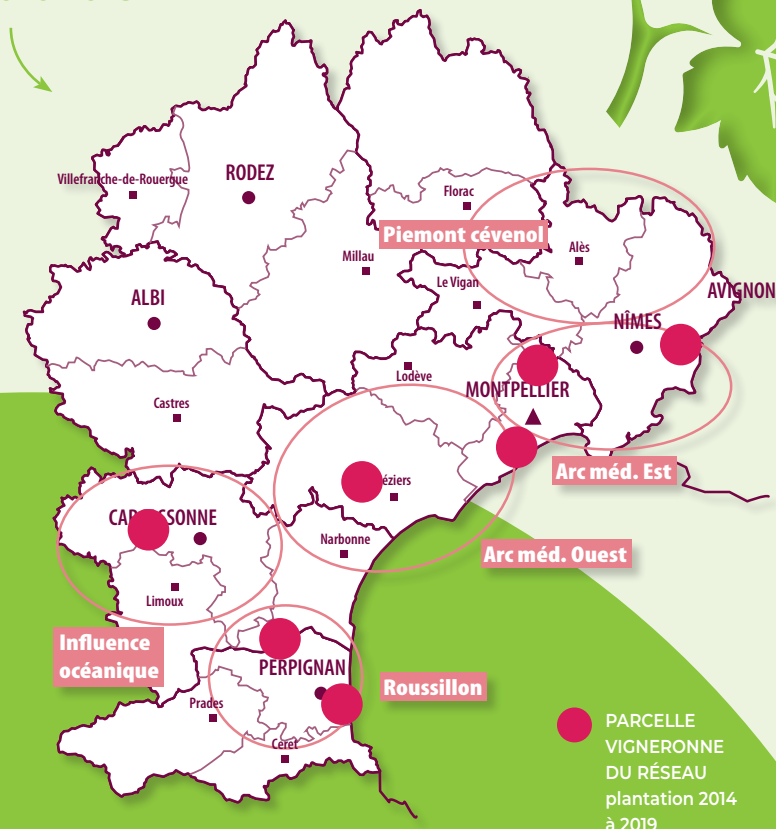 Villefranche-de-Rouergue
RODEZ
Florac
Piemont cévenol
Alès
Millau
Le Vigan
AVIGNON
ALBI
NÎMES
Lodève
MONTPELLIER
Castres
Arc méd. Est
éziers
CAR
SSONNE
Narbonne
Arc méd. Ouest
Limoux
Influence
océanique
PERPIGNAN
Roussillon
Prades
Céret
PARCELLE
VIGNERONNE
DU RÉSEAU
plantation 2014
à 2019